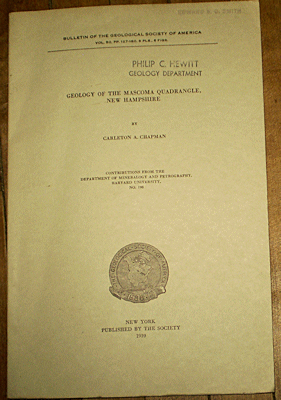 BULLETIN OF THE GEOLOGICAL SOCIETY OF AMERICA
PHILIP C. HEWITT
GEOLOGY DEPARTMENT
GEOLOGY OF THE MASCOMA QUADRANGLE,
NEW HAMPSHIRE
BY
CARLETON A. CHAPMAN
CONTRIBUTIONS FROM THE
DEPARTMENT OF MINERALOGY AND PETROGRAPHY,
HARVARD UNIVERSITY,
NEW YORK
PUBLISHED BY THE SOCIETY
1939